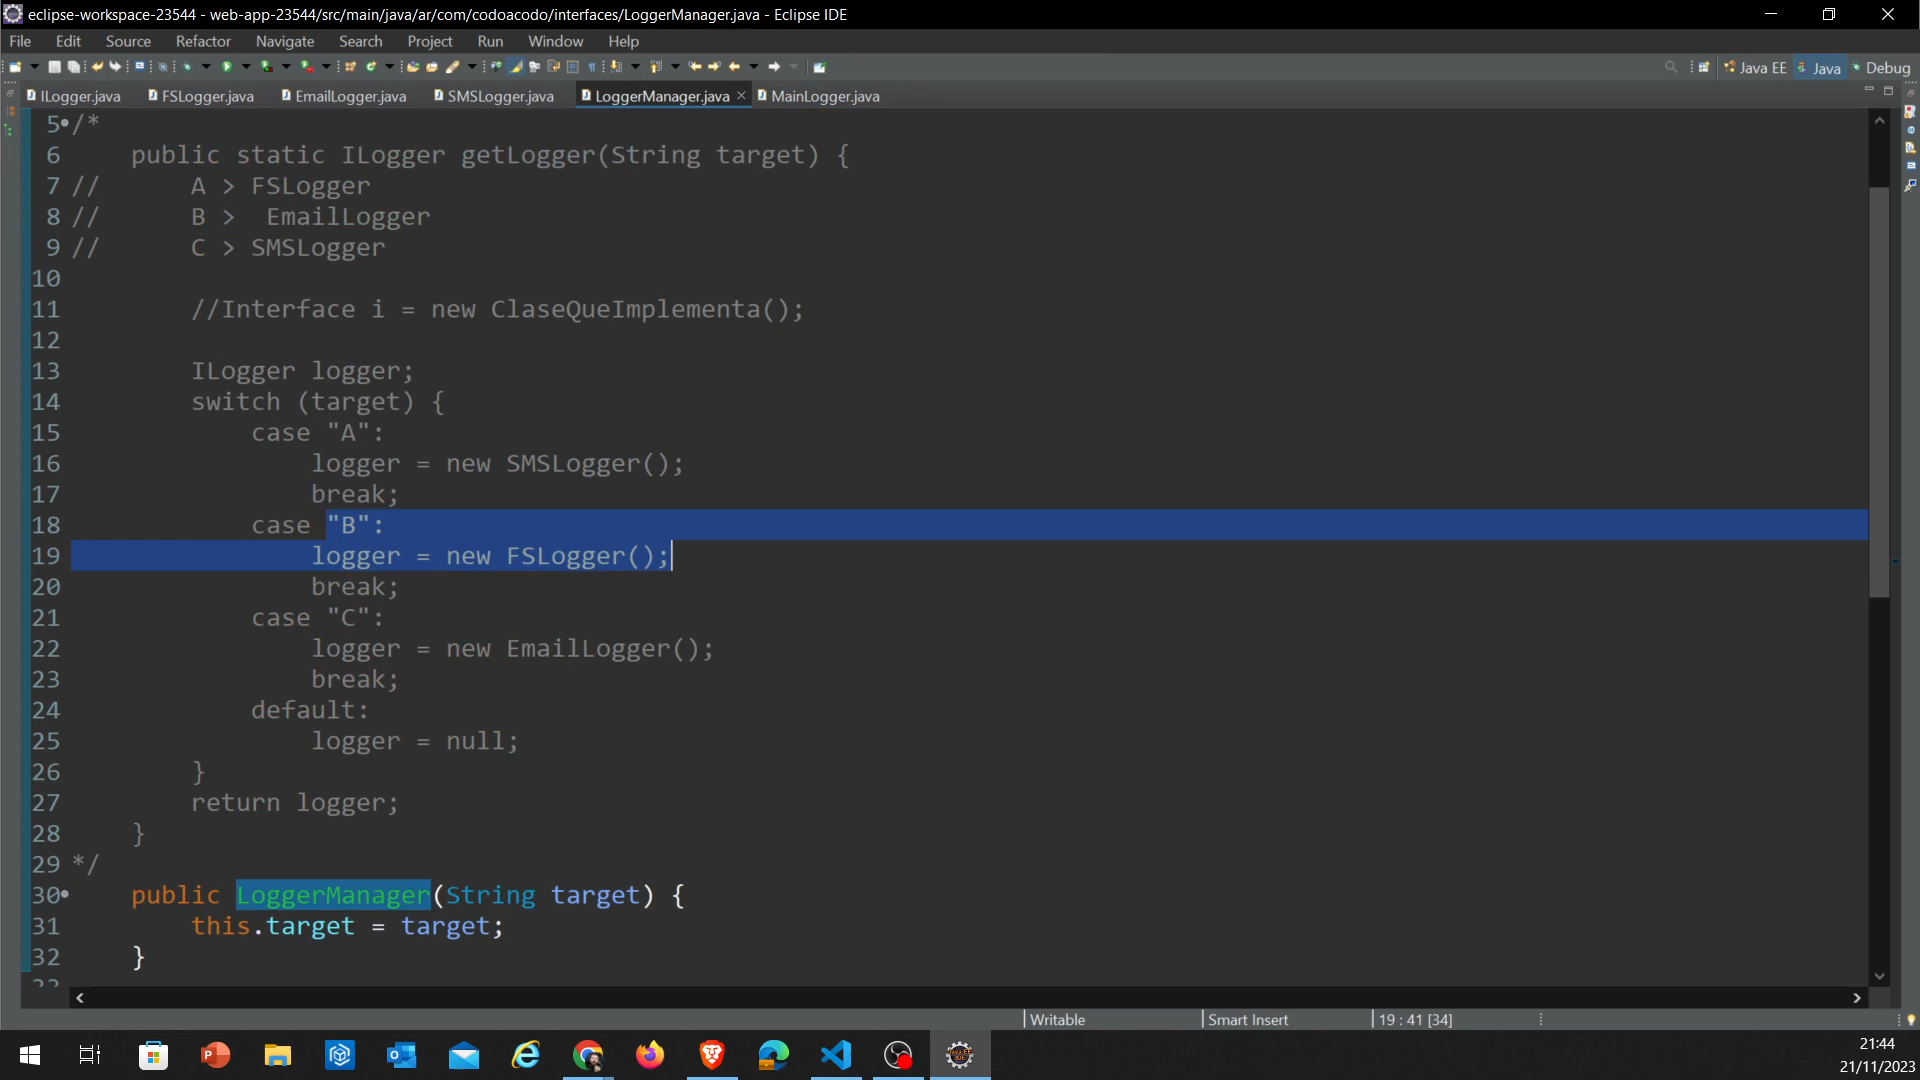 eclipse-workspace-23544 - web-app-23544/src/main/java/ar/com/codoacodo/interfaces/LoggerManager.java - Eclipse IDE
File Edit Source Refactor Navigate Search Project Run Window Help
Java EE Java Debug
ILogger.java FSLogger.java EmailLogger.java SMSLogger.java LoggerManager.java MainLogger.java
5 /*
6 public static ILogger getLogger(String target) {
7 // A > FSLogger
8 // B > EmailLogger
9 // C > SMSLogger
10
11 //Interface i = new ClaseQueImplementa();
12
13 ILogger logger;
14 switch (target) {
15 case "A":
16 logger = new SMSLogger();
17 break;
18 case "B":
19 logger = new FSLogger();
20 break;
21 case "C":
22 logger = new EmailLogger();
23 break;
24 default:
25 logger = null;
26 }
27 return logger;
28 }
29 */
30 public LoggerManager(String target) {
31 this.target = target;
32 }
Writable Smart Insert 19 : 41 [34]
21:44
21/11/2023